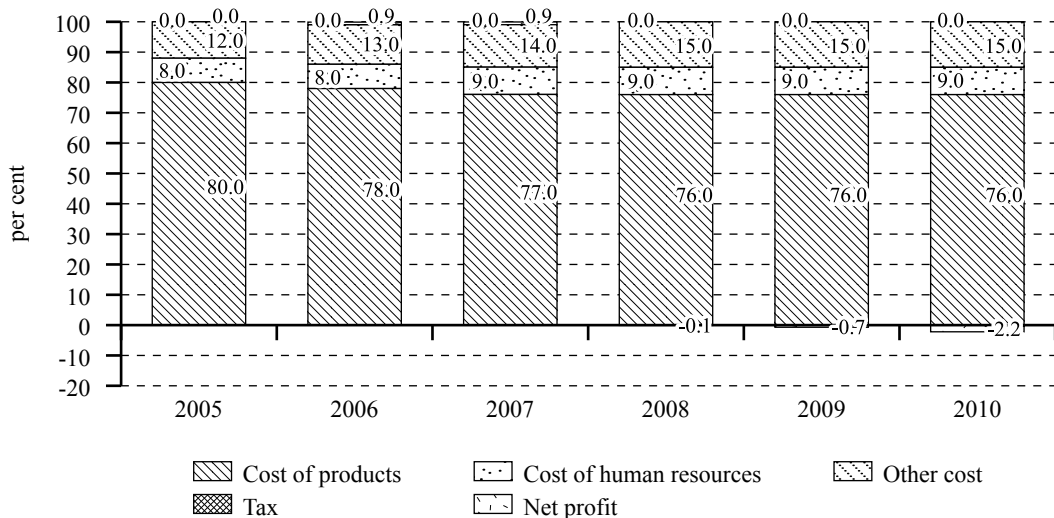 0.0 0.0 0.0 0.9 0.0 0.9 0.0 0.0 0.0
100
12.0 13.0 14.0 15.0 15.0 15.0
90
8.0 8.0 9.0 9.0 9.0 9.0
80
70
60
50
80.0 78.0 77.0 76.0 76.0 76.0
40
30
20
10
0
-0.1 -0.7 -2.2
-10
-20
per cent
2005 2006 2007 2008 2009 2010
Cost of products Cost of human resources Other cost
Tax Net profit